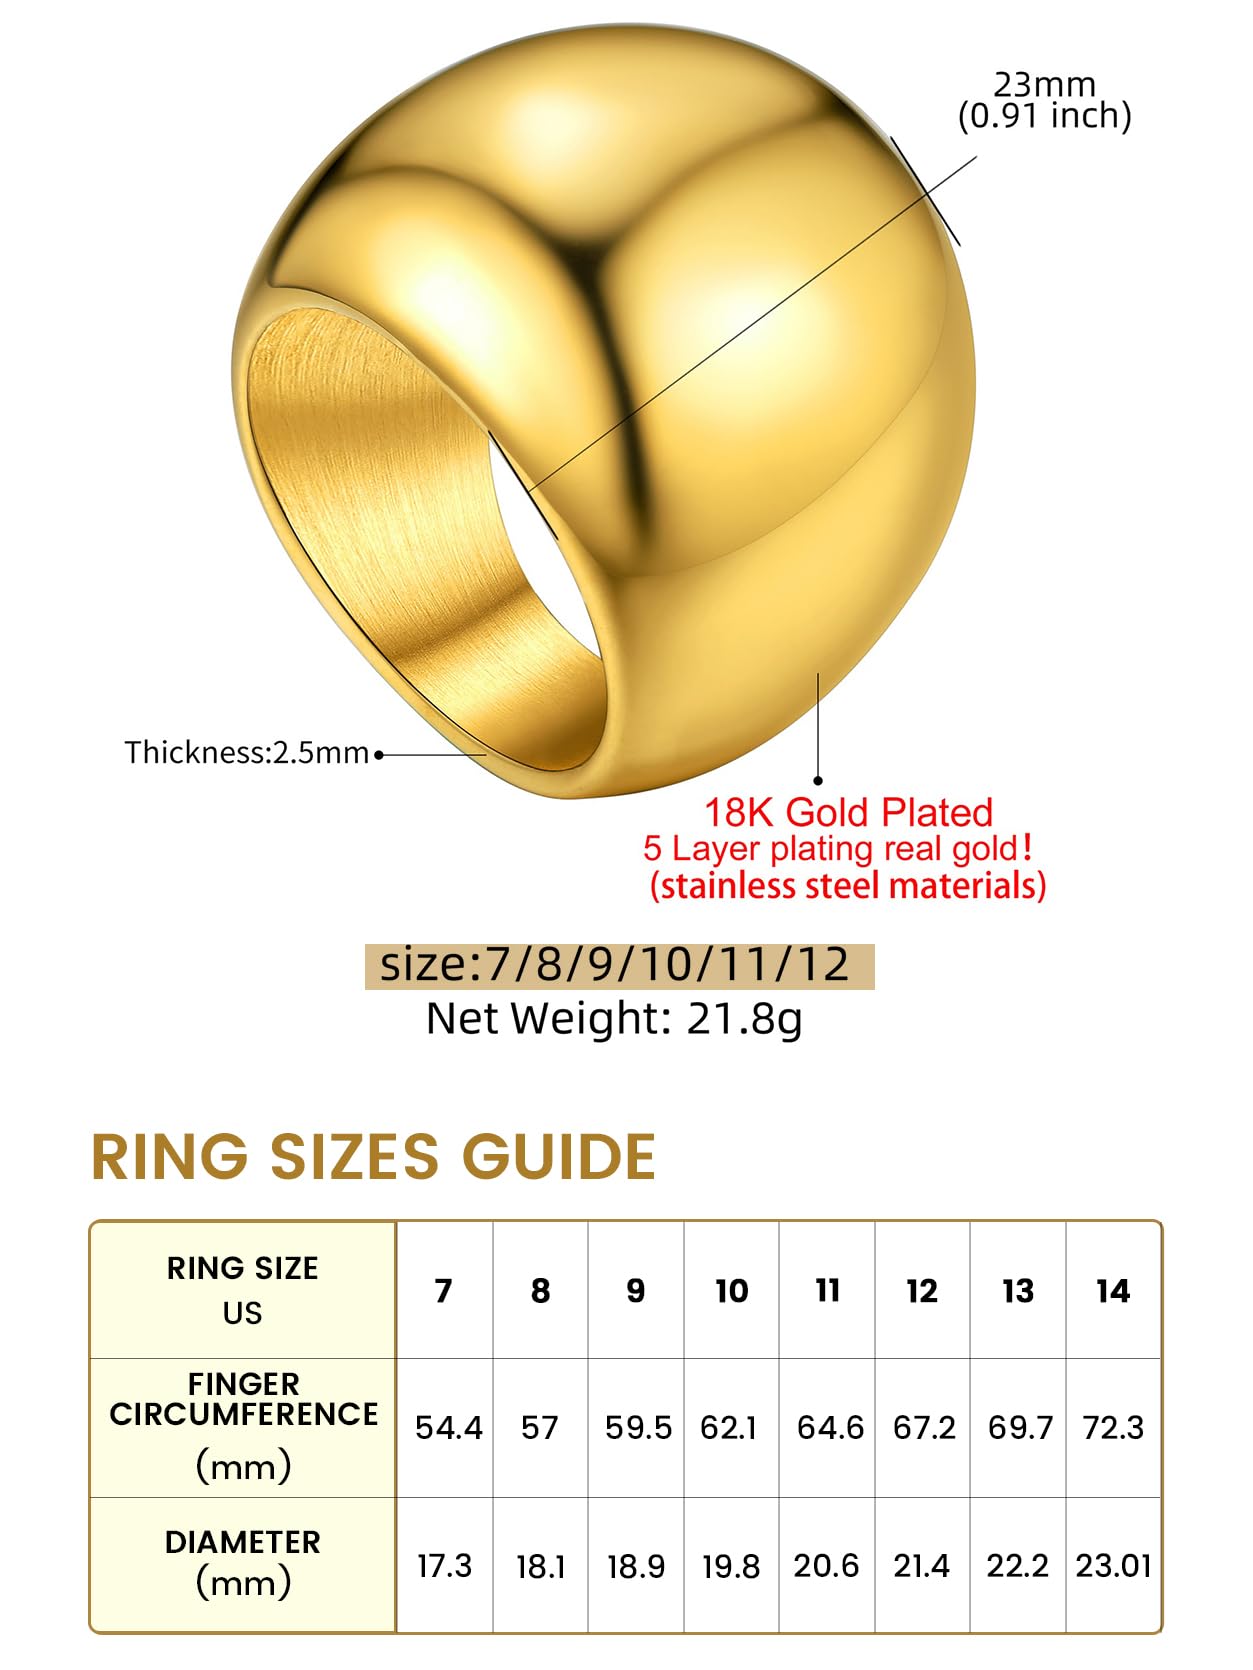 23mm
(0.91 inch)
Thickness:2.5mm
18K Gold Plated
5 Layer plating real gold!
(stainless steel materials)
size:7/8/9/10/11/12
Net Weight: 21.8g
RING SIZES GUIDE
RING SIZE
US
7 8 9 10 11 12 13 14
FINGER
CIRCUMFERENCE
(mm)
54.4 57 59.5 62.1 64.6 67.2 69.7 72.3
DIAMETER
(mm)
17.3 18.1 18.9 19.8 20.6 21.4 22.2 23.01